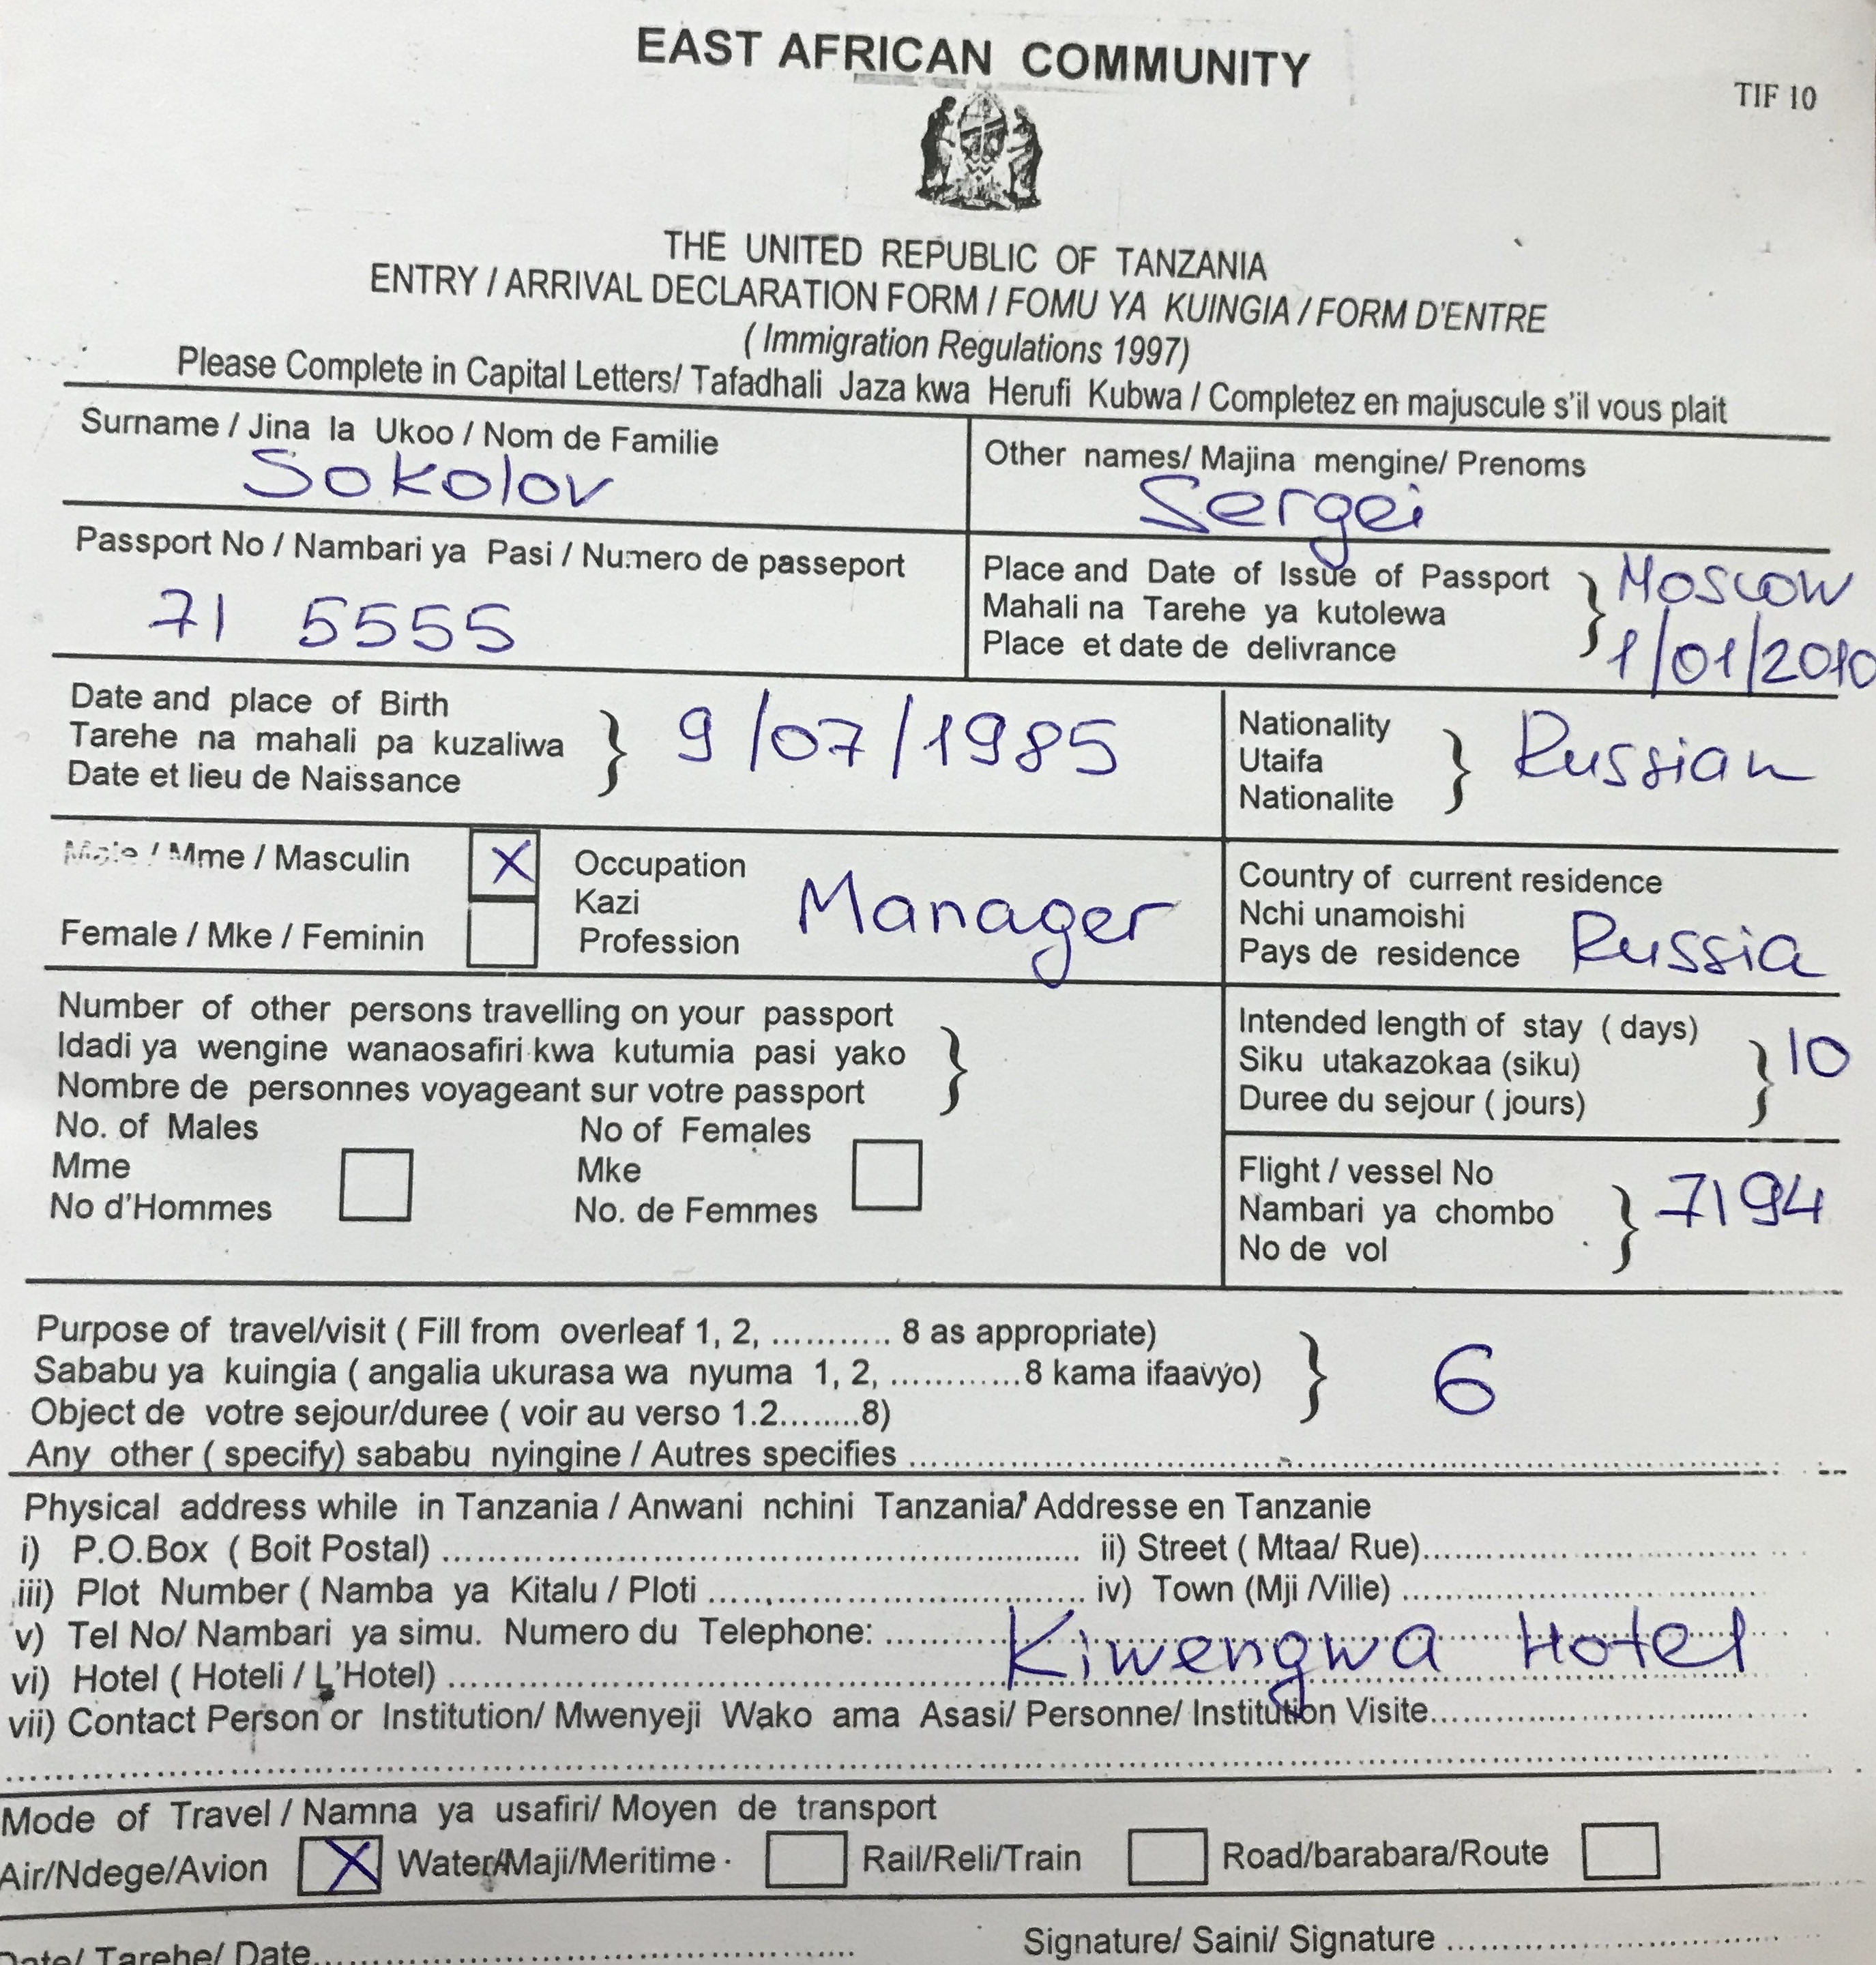 EAST AFRICAN COMMUNITY
TIF 10
THE UNITED REPUBLIC OF TANZANIA
ENTRY / ARRIVAL DECLARATION FORM / FOMU YA KUINGIA / FORM D'ENTRE
( Immigration Regulations 1997)
Please Complete in Capital Letters/ Tafadhali Jaza kwa Herufi Kubwa / Completez en majuscule s'il vous plait
Surname / Jina la Ukoo / Nom de Familie
Sokolov
Other names/ Majina mengine/ Prenoms
Sergei
Passport No / Nambari ya Pasi / Numero de passeport
71 5555
Place and Date of Issue of Passport
Mahali na Tarehe ya kutolewa
Place et date de delivrance
Moscow
1/01/2010
Date and place of Birth
Tarehe na mahali pa kuzaliwa
Date et lieu de Naissance
9/07/1985
Nationality
Utaifa
Nationalite
Russian
Male / Mme / Masculin X
Female / Mke / Feminin
Occupation
Kazi
Profession
Manager
Country of current residence
Nchi unamoishi
Pays de residence
Russia
Number of other persons travelling on your passport
Idadi ya wengine wanaosafiri kwa kutumia pasi yako
Nombre de personnes voyageant sur votre passport
No. of Males
Mme
No d'Hommes
No of Females
Mke
No. de Femmes
Intended length of stay ( days)
Siku utakazokaa (siku)
Duree du sejour ( jours)
10
Flight / vessel No
Nambari ya chombo
No de vol
7194
Purpose of travel/visit ( Fill from overleaf 1, 2, ........... 8 as appropriate)
Sababu ya kuingia ( angalia ukurasa wa nyuma 1, 2, ............8 kama ifaavyo)
Object de votre sejour/duree ( voir au verso 1.2........8)
6
Any other ( specify) sababu nyingine / Autres specifies ..........
Physical address while in Tanzania / Anwani nchini Tanzania/ Addresse en Tanzanie
i) P.O.Box ( Boit Postal) .......... ii) Street ( Mtaa/ Rue)..........
iii) Plot Number ( Namba ya Kitalu / Ploti .......... iv) Town (Mji /Ville) ..........
v) Tel No/ Nambari ya simu. Numero du Telephone: ..........
vi) Hotel ( Hoteli / L'Hotel) .......... Kiwengwa Hotel
vii) Contact Person or Institution/ Mwenyeji Wako ama Asasi/ Personne/ Institution Visite..........
Mode of Travel / Namna ya usafiri/ Moyen de transport
Air/Ndege/Avion X Water/Maji/Meritime Rail/Reli/Train Road/barabara/Route
Date/ Tarehe/ Date.......... Signature/ Saini/ Signature ..........